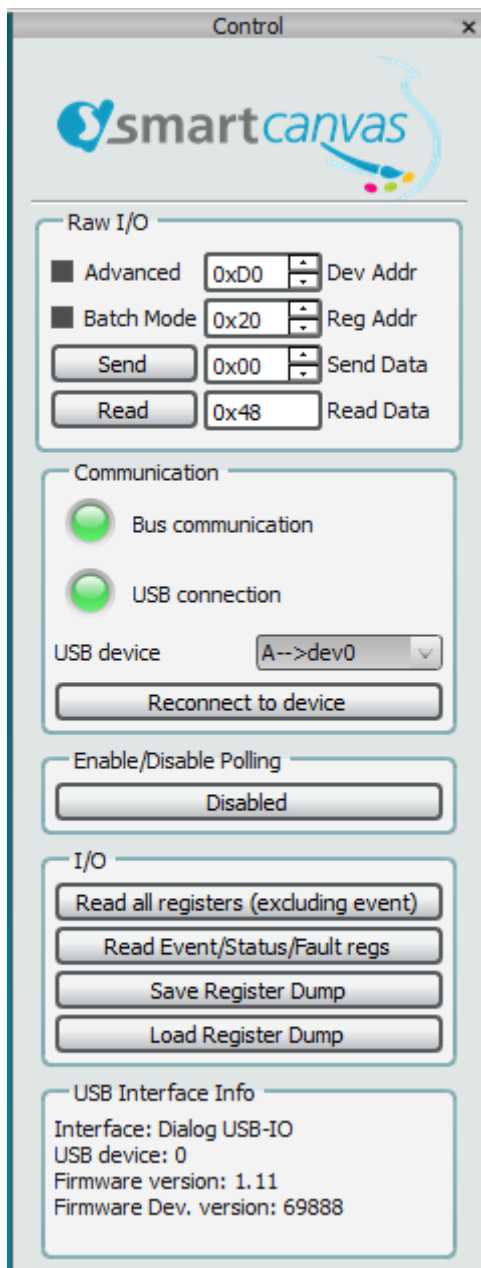 Control
smartcanvas
Raw I/O
Advanced 0xD0 Dev Addr
Batch Mode 0x20 Reg Addr
Send 0x00 Send Data
Read 0x48 Read Data
Communication
Bus communication
USB connection
USB device A-->dev0
Reconnect to device
Enable/Disable Polling
Disabled
I/O
Read all registers (excluding event)
Read Event/Status/Fault regs
Save Register Dump
Load Register Dump
USB Interface Info
Interface: Dialog USB-IO
USB device: 0
Firmware version: 1.11
Firmware Dev. version: 69888